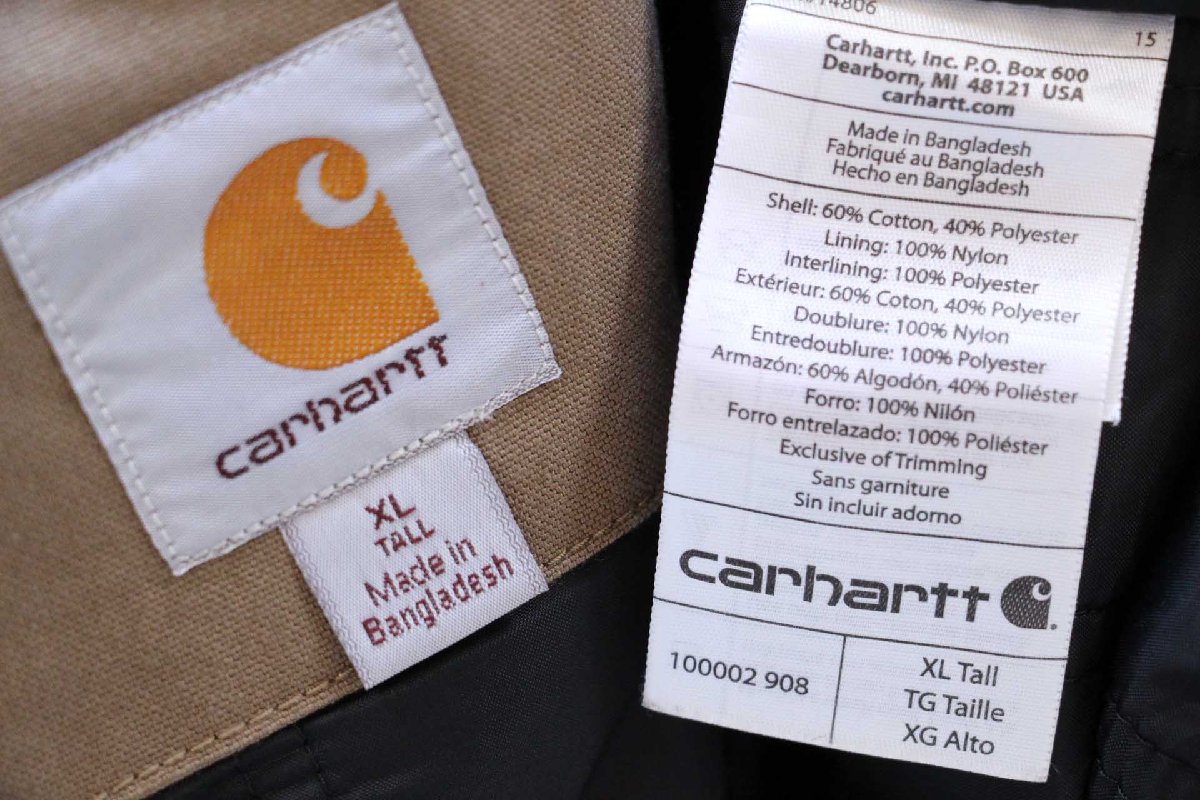 carhartt
XL
TALL
Made in
Bangladesh
14806
15
Carhartt, Inc. P.O. Box 600
Dearborn, MI 48121 USA
carhartt.com
Made in Bangladesh
Fabriqué au Bangladesh
Hecho en Bangladesh
Shell: 60% Cotton, 40% Polyester
Lining: 100% Nylon
Interlining: 100% Polyester
Extérieur: 60% Coton, 40% Polyester
Doublure: 100% Nylon
Entredoublure: 100% Polyester
Armazón: 60% Algodón, 40% Poliéster
Forro: 100% Nilón
Forro entrelazado: 100% Poliéster
Exclusive of Trimming
Sans garniture
Sin incluir adorno
carhartt
100002 908
XL Tall
TG Taille
XG Alto